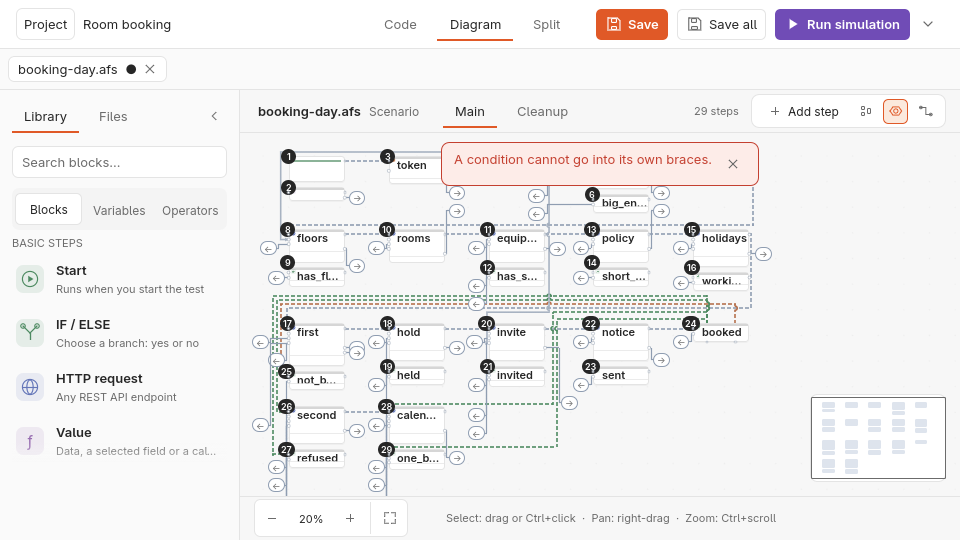 Project
Room booking
Code
Diagram
Split
Save
Save all
Run simulation
booking-day.afs
Library
Files
booking-day.afs
Scenario
Main
Cleanup
29 steps
Add step
Search blocks...
Blocks
Variables
Operators
BASIC STEPS
Start
Runs when you start the test
IF / ELSE
Choose a branch: yes or no
HTTP request
Any REST API endpoint
Value
Data, a selected field or a cal...
A condition cannot go into its own braces.
1
3
token
2
6
big_en...
8
floors
10
rooms
11
equip...
13
policy
15
holidays
9
has_fl...
12
has_s...
14
short_...
16
worki...
17
first
18
hold
20
invite
22
notice
24
booked
25
not_b...
19
held
21
invited
23
sent
26
second
28
calen...
27
refused
29
one_b...
20%
Select: drag or Ctrl+click · Pan: right-drag · Zoom: Ctrl+scroll